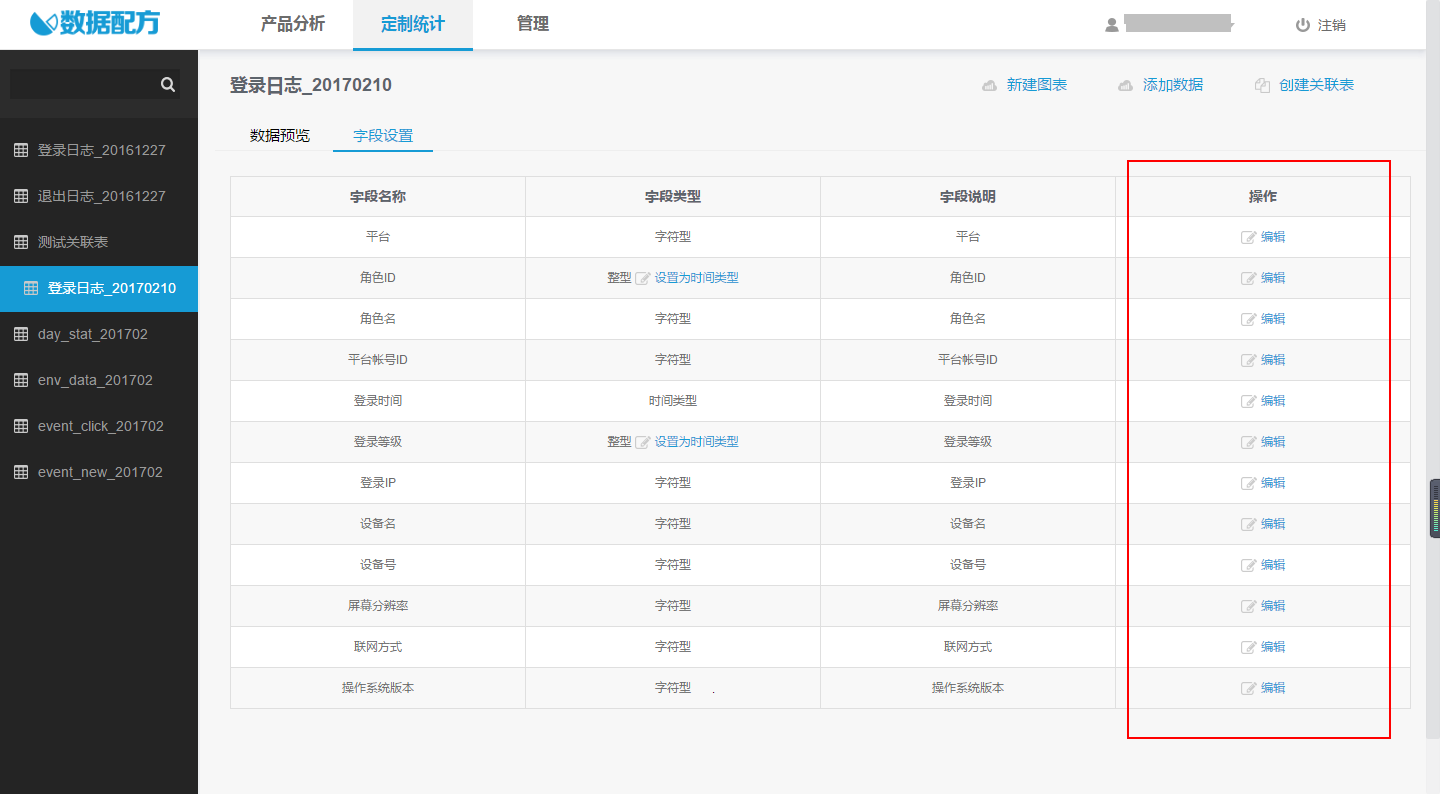 数据配方 产品分析 定制统计 管理 注销
登录日志_20170210 新建图表 添加数据 创建关联表
数据预览 字段设置
登录日志_20161227
退出日志_20161227
测试关联表
登录日志_20170210
day_stat_201702
env_data_201702
event_click_201702
event_new_201702
字段名称 字段类型 字段说明 操作
平台 字符型 平台 编辑
角色ID 整型 设置为时间类型 角色ID 编辑
角色名 字符型 角色名 编辑
平台帐号ID 字符型 平台帐号ID 编辑
登录时间 时间类型 登录时间 编辑
登录等级 整型 设置为时间类型 登录等级 编辑
登录IP 字符型 登录IP 编辑
设备名 字符型 设备名 编辑
设备号 字符型 设备号 编辑
屏幕分辨率 字符型 屏幕分辨率 编辑
联网方式 字符型 联网方式 编辑
操作系统版本 字符型 . 操作系统版本 编辑